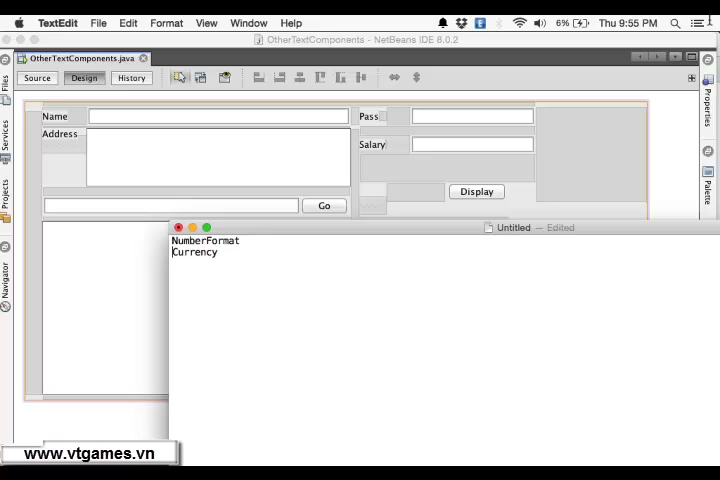 TextEdit File Edit Format View Window Help 6% Thu 9:55 PM
OtherTextComponents - NetBeans IDE 8.0.2
OtherTextComponents.java
Source Design History
Files
Services
Projects
Navigator
Properties
Palette
Name
Pass
Address
Salary
Display
Go
Untitled — Edited
NumberFormat
Currency
www.vtgames.vn